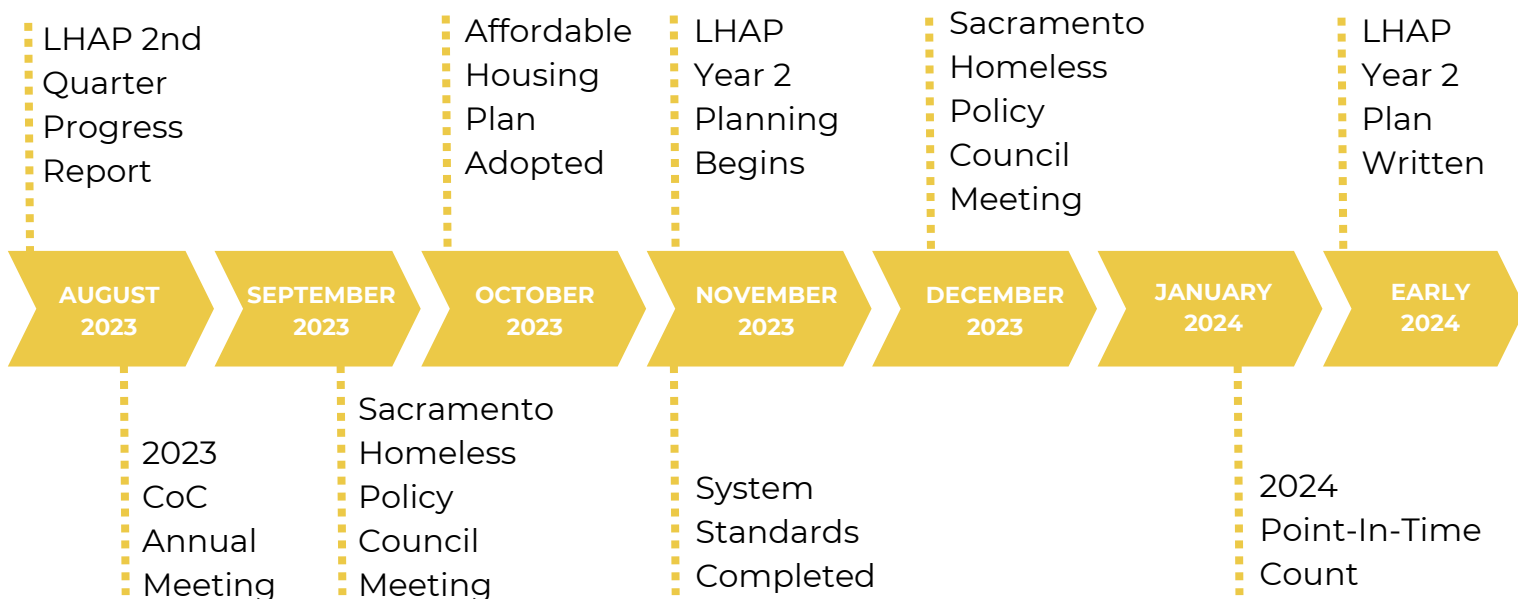 LHAP 2nd
Quarter
Progress
Report
Affordable
Housing
Plan
Adopted
LHAP
Year 2
Planning
Begins
Sacramento
Homeless
Policy
Council
Meeting
LHAP
Year 2
Plan
Written
AUGUST
2023
SEPTEMBER
2023
OCTOBER
2023
NOVEMBER
2023
DECEMBER
2023
JANUARY
2024
EARLY
2024
2023
CoC
Annual
Meeting
Sacramento
Homeless
Policy
Council
Meeting
System
Standards
Completed
2024
Point-In-Time
Count